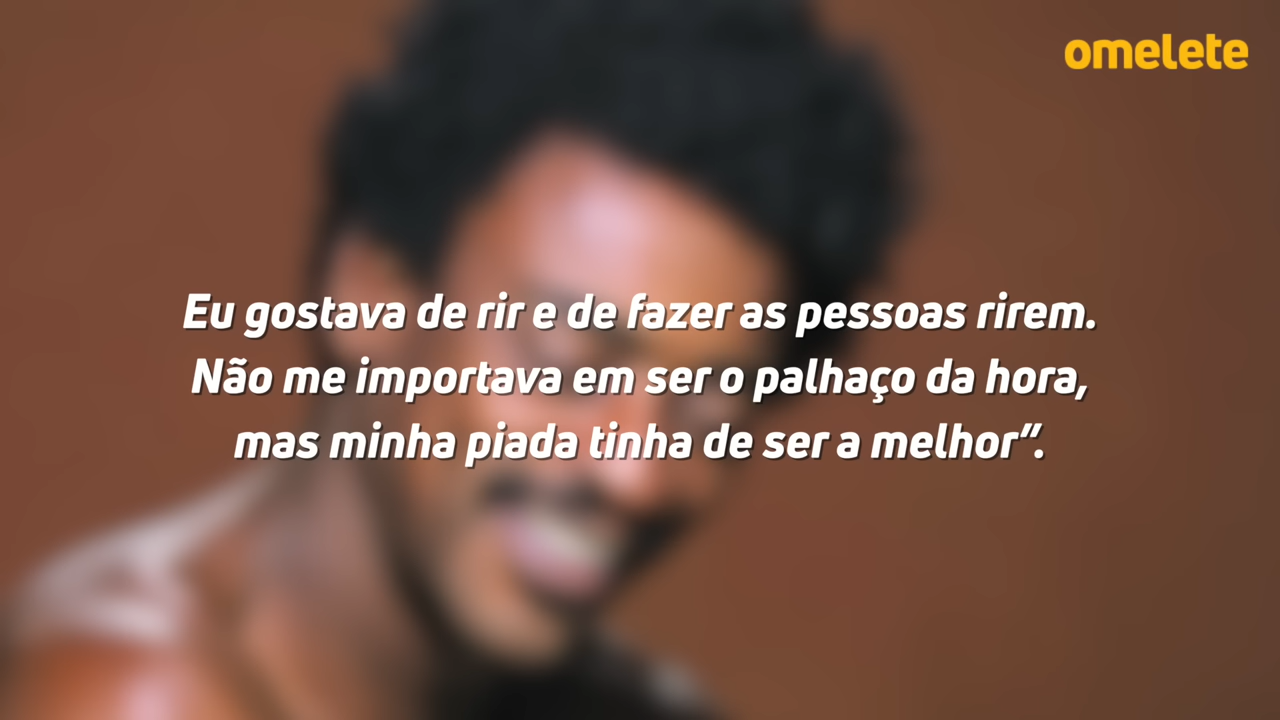 omelete
Eu gostava de rir e de fazer as pessoas rirem.
Não me importava em ser o palhaço da hora,
mas minha piada tinha de ser a melhor”.